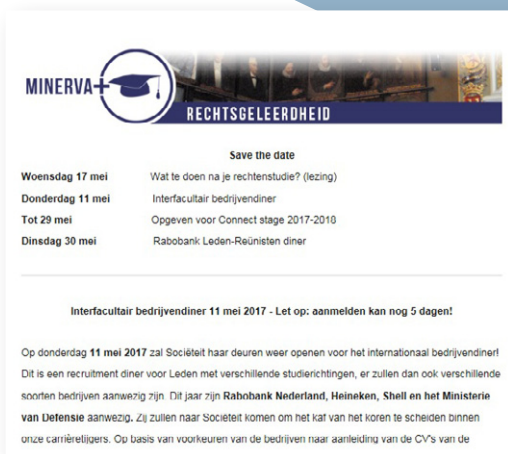 MINERVA+
RECHTSGELEERDHEID
Save the date
Woensdag 17 mei Wat te doen na je rechtenstudie? (lezing)
Donderdag 11 mei Interfacultair bedrijvendiner
Tot 29 mei Opgeven voor Connect stage 2017-2018
Dinsdag 30 mei Rabobank Leden-Reünisten diner
Interfacultair bedrijvendiner 11 mei 2017 - Let op: aanmelden kan nog 5 dagen!
Op donderdag 11 mei 2017 zal Sociëteit haar deuren weer openen voor het internationaal bedrijvendiner!
Dit is een recruitment diner voor Leden met verschillende studierichtingen, er zullen dan ook verschillende
soorten bedrijven aanwezig zijn. Dit jaar zijn Rabobank Nederland, Heineken, Shell en het Ministerie
van Defensie aanwezig. Zij zullen naar Sociëteit komen om het kaf van het koren te scheiden binnen
onze carrièretijgers. Op basis van voorkeuren van de bedrijven naar aanleiding van de CV's van de